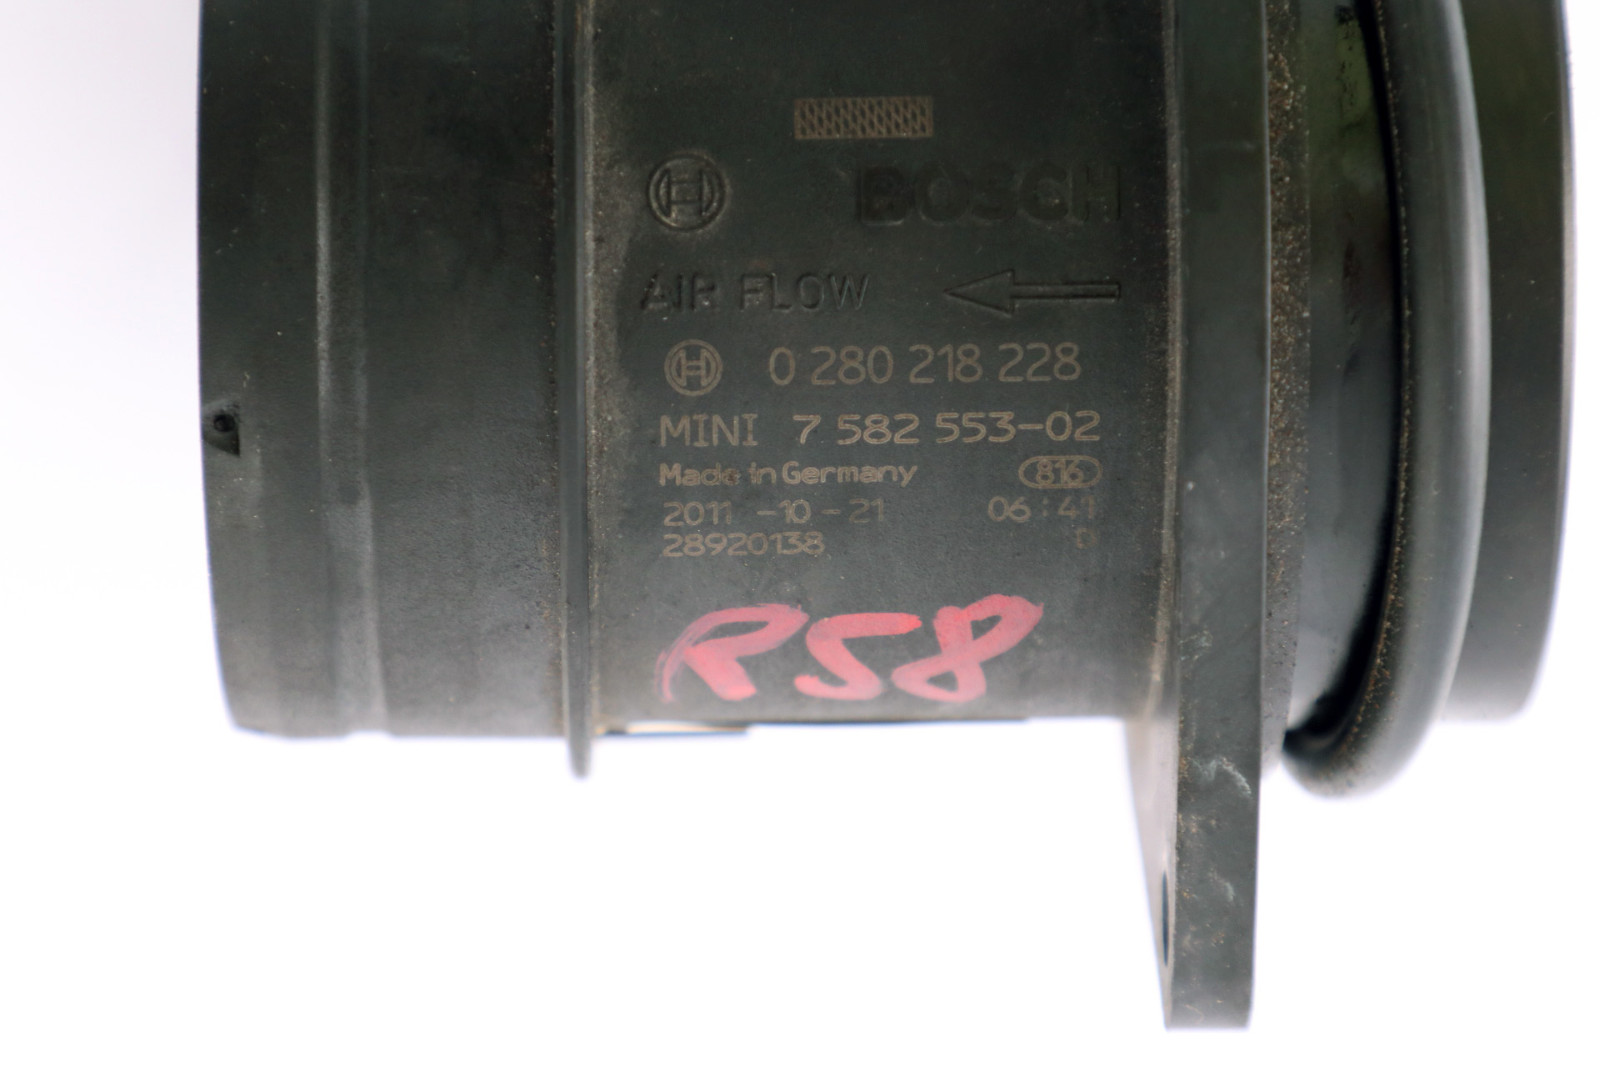 BOSCH
AIR FLOW
0 280 218 228
MINI 7 582 553-02
Made in Germany 816
2011 -10 - 21 06:41
28920138 D
R58